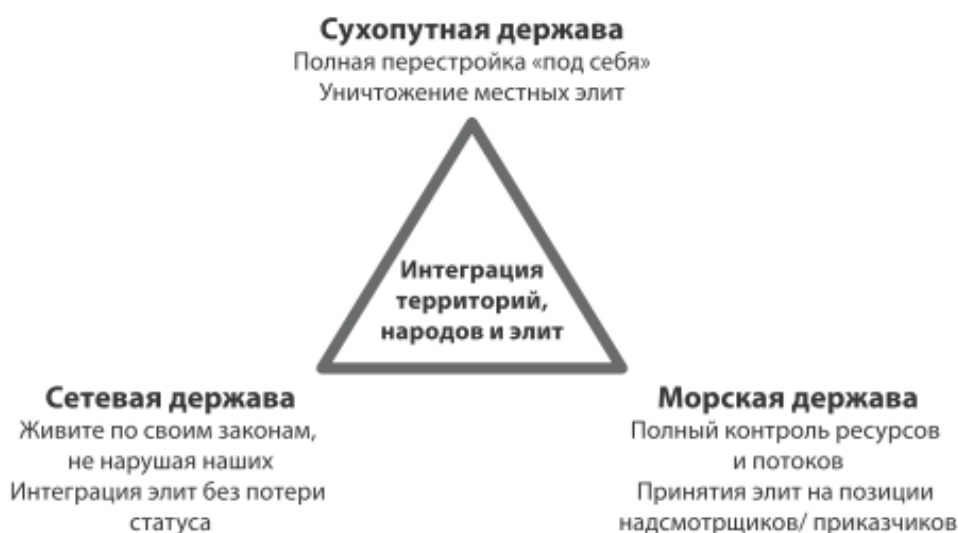 Сухопутная держава
Полная перестройка «под себя»
Уничтожение местных элит
Интеграция
территорий,
народов и элит
Сетевая держава
Живите по своим законам,
не нарушая наших
Интеграция элит без потери
статуса
Морская держава
Полный контроль ресурсов
и потоков
Принятия элит на позиции
надсмотрщиков/ приказчиков